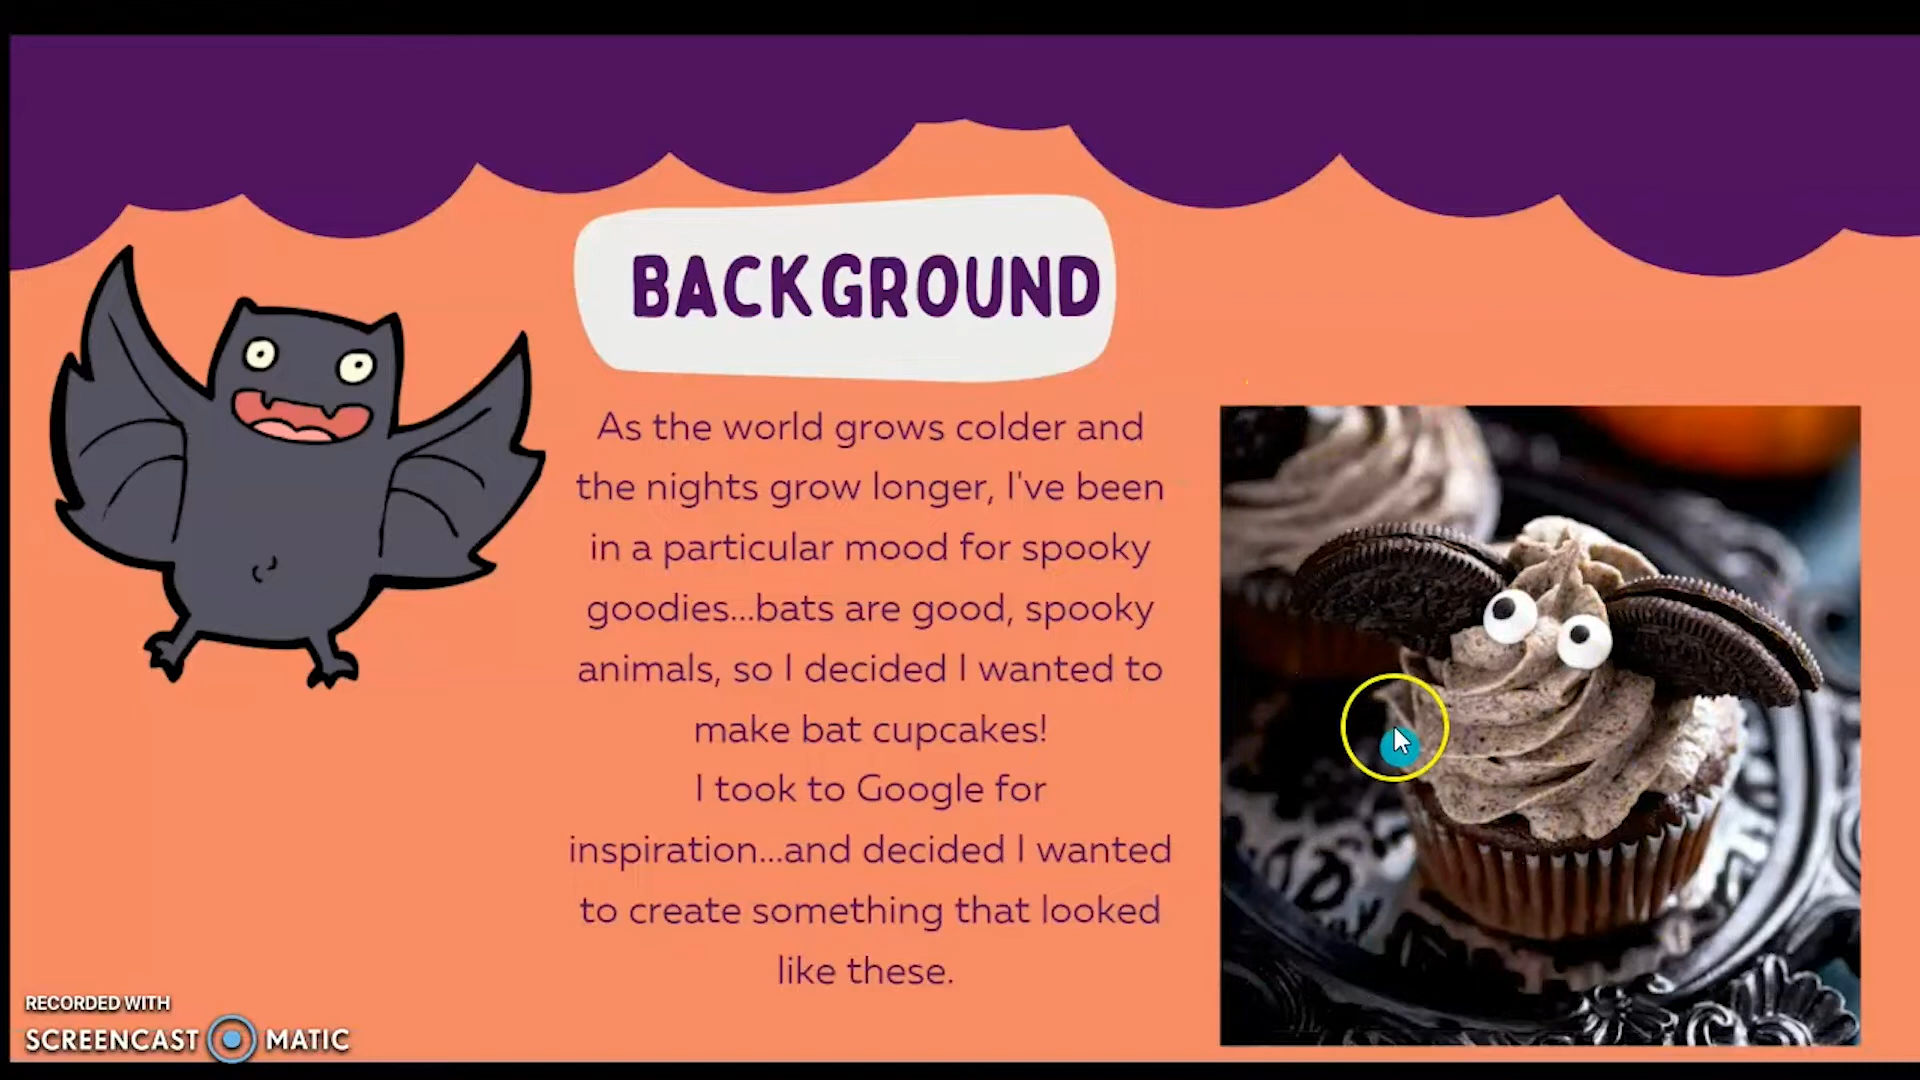 BACKGROUND
As the world grows colder and
the nights grow longer, I've been
in a particular mood for spooky
goodies...bats are good, spooky
animals, so I decided I wanted to
make bat cupcakes!
I took to Google for
inspiration...and decided I wanted
to create something that looked
like these.
RECORDED WITH
SCREENCAST MATIC